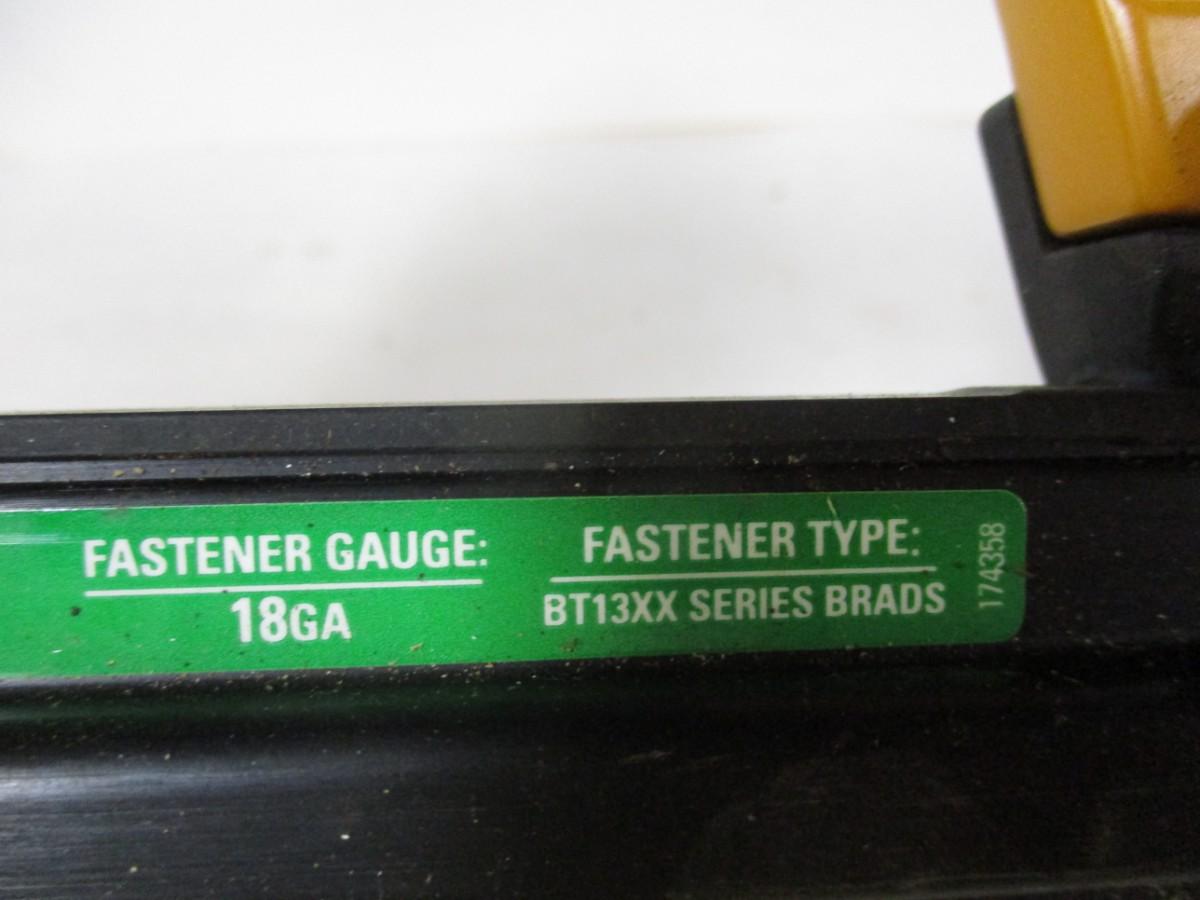 FASTENER GAUGE:
18GA
FASTENER TYPE:
BT13XX SERIES BRADS
174358